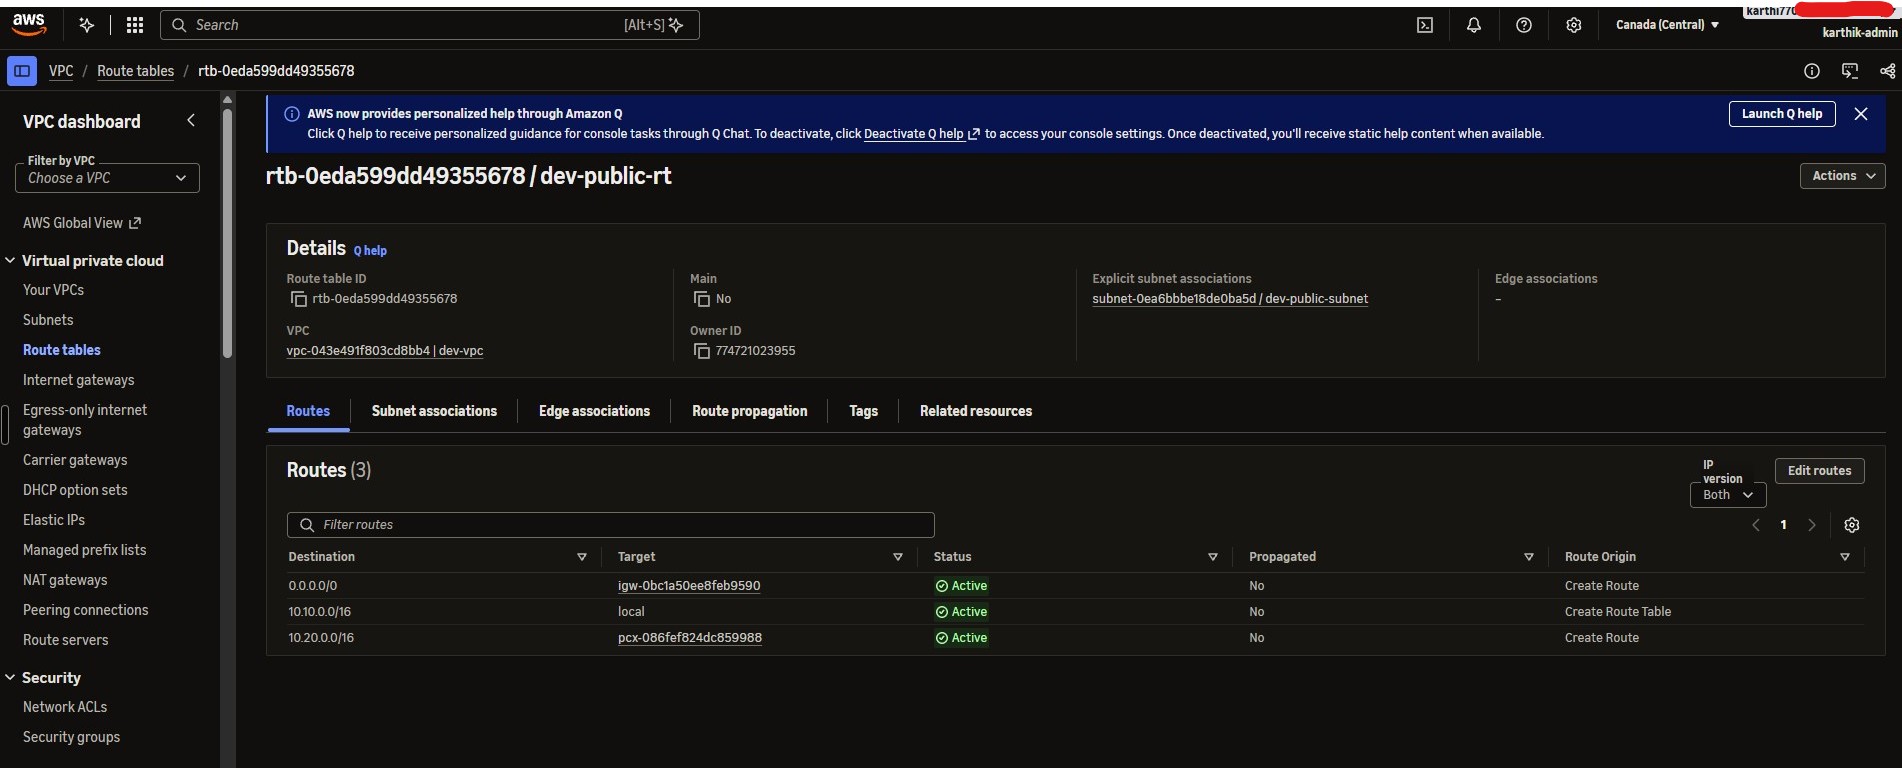 aws
Search [Alt+S]
Canada (Central)
karthi770
karthik-admin
VPC / Route tables / rtb-0eda599dd49355678
VPC dashboard
Filter by VPC
Choose a VPC
AWS Global View
Virtual private cloud
Your VPCs
Subnets
Route tables
Internet gateways
Egress-only internet
gateways
Carrier gateways
DHCP option sets
Elastic IPs
Managed prefix lists
NAT gateways
Peering connections
Route servers
Security
Network ACLs
Security groups
AWS now provides personalized help through Amazon Q
Click Q help to receive personalized guidance for console tasks through Q Chat. To deactivate, click Deactivate Q help to access your console settings. Once deactivated, you'll receive static help content when available.
Launch Q help
rtb-0eda599dd49355678 / dev-public-rt
Actions
Details Q help
Route table ID
rtb-0eda599dd49355678
VPC
vpc-043e491f803cd8bb4 | dev-vpc
Main
No
Owner ID
774721023955
Explicit subnet associations
subnet-0ea6bbbe18de0ba5d / dev-public-subnet
Edge associations
–
Routes Subnet associations Edge associations Route propagation Tags Related resources
Routes (3)
IP
version
Both
Edit routes
Filter routes
1
Destination Target Status Propagated Route Origin
0.0.0.0/0 igw-0bc1a50ee8feb9590 Active No Create Route
10.10.0.0/16 local Active No Create Route Table
10.20.0.0/16 pcx-086fef824dc859988 Active No Create Route